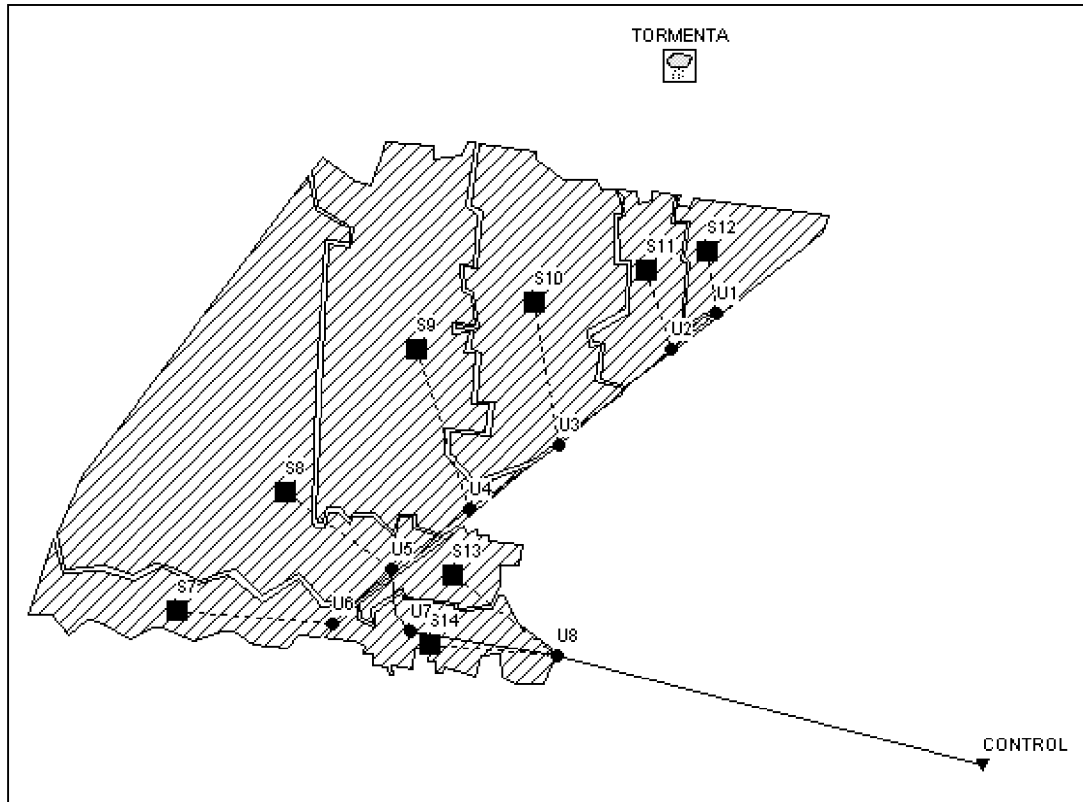 TORMENTA
S12
S11
S10
U1
U2
S9
U3
S8
U4
U5
S13
S7
U6
U7
S14
U8
CONTROL